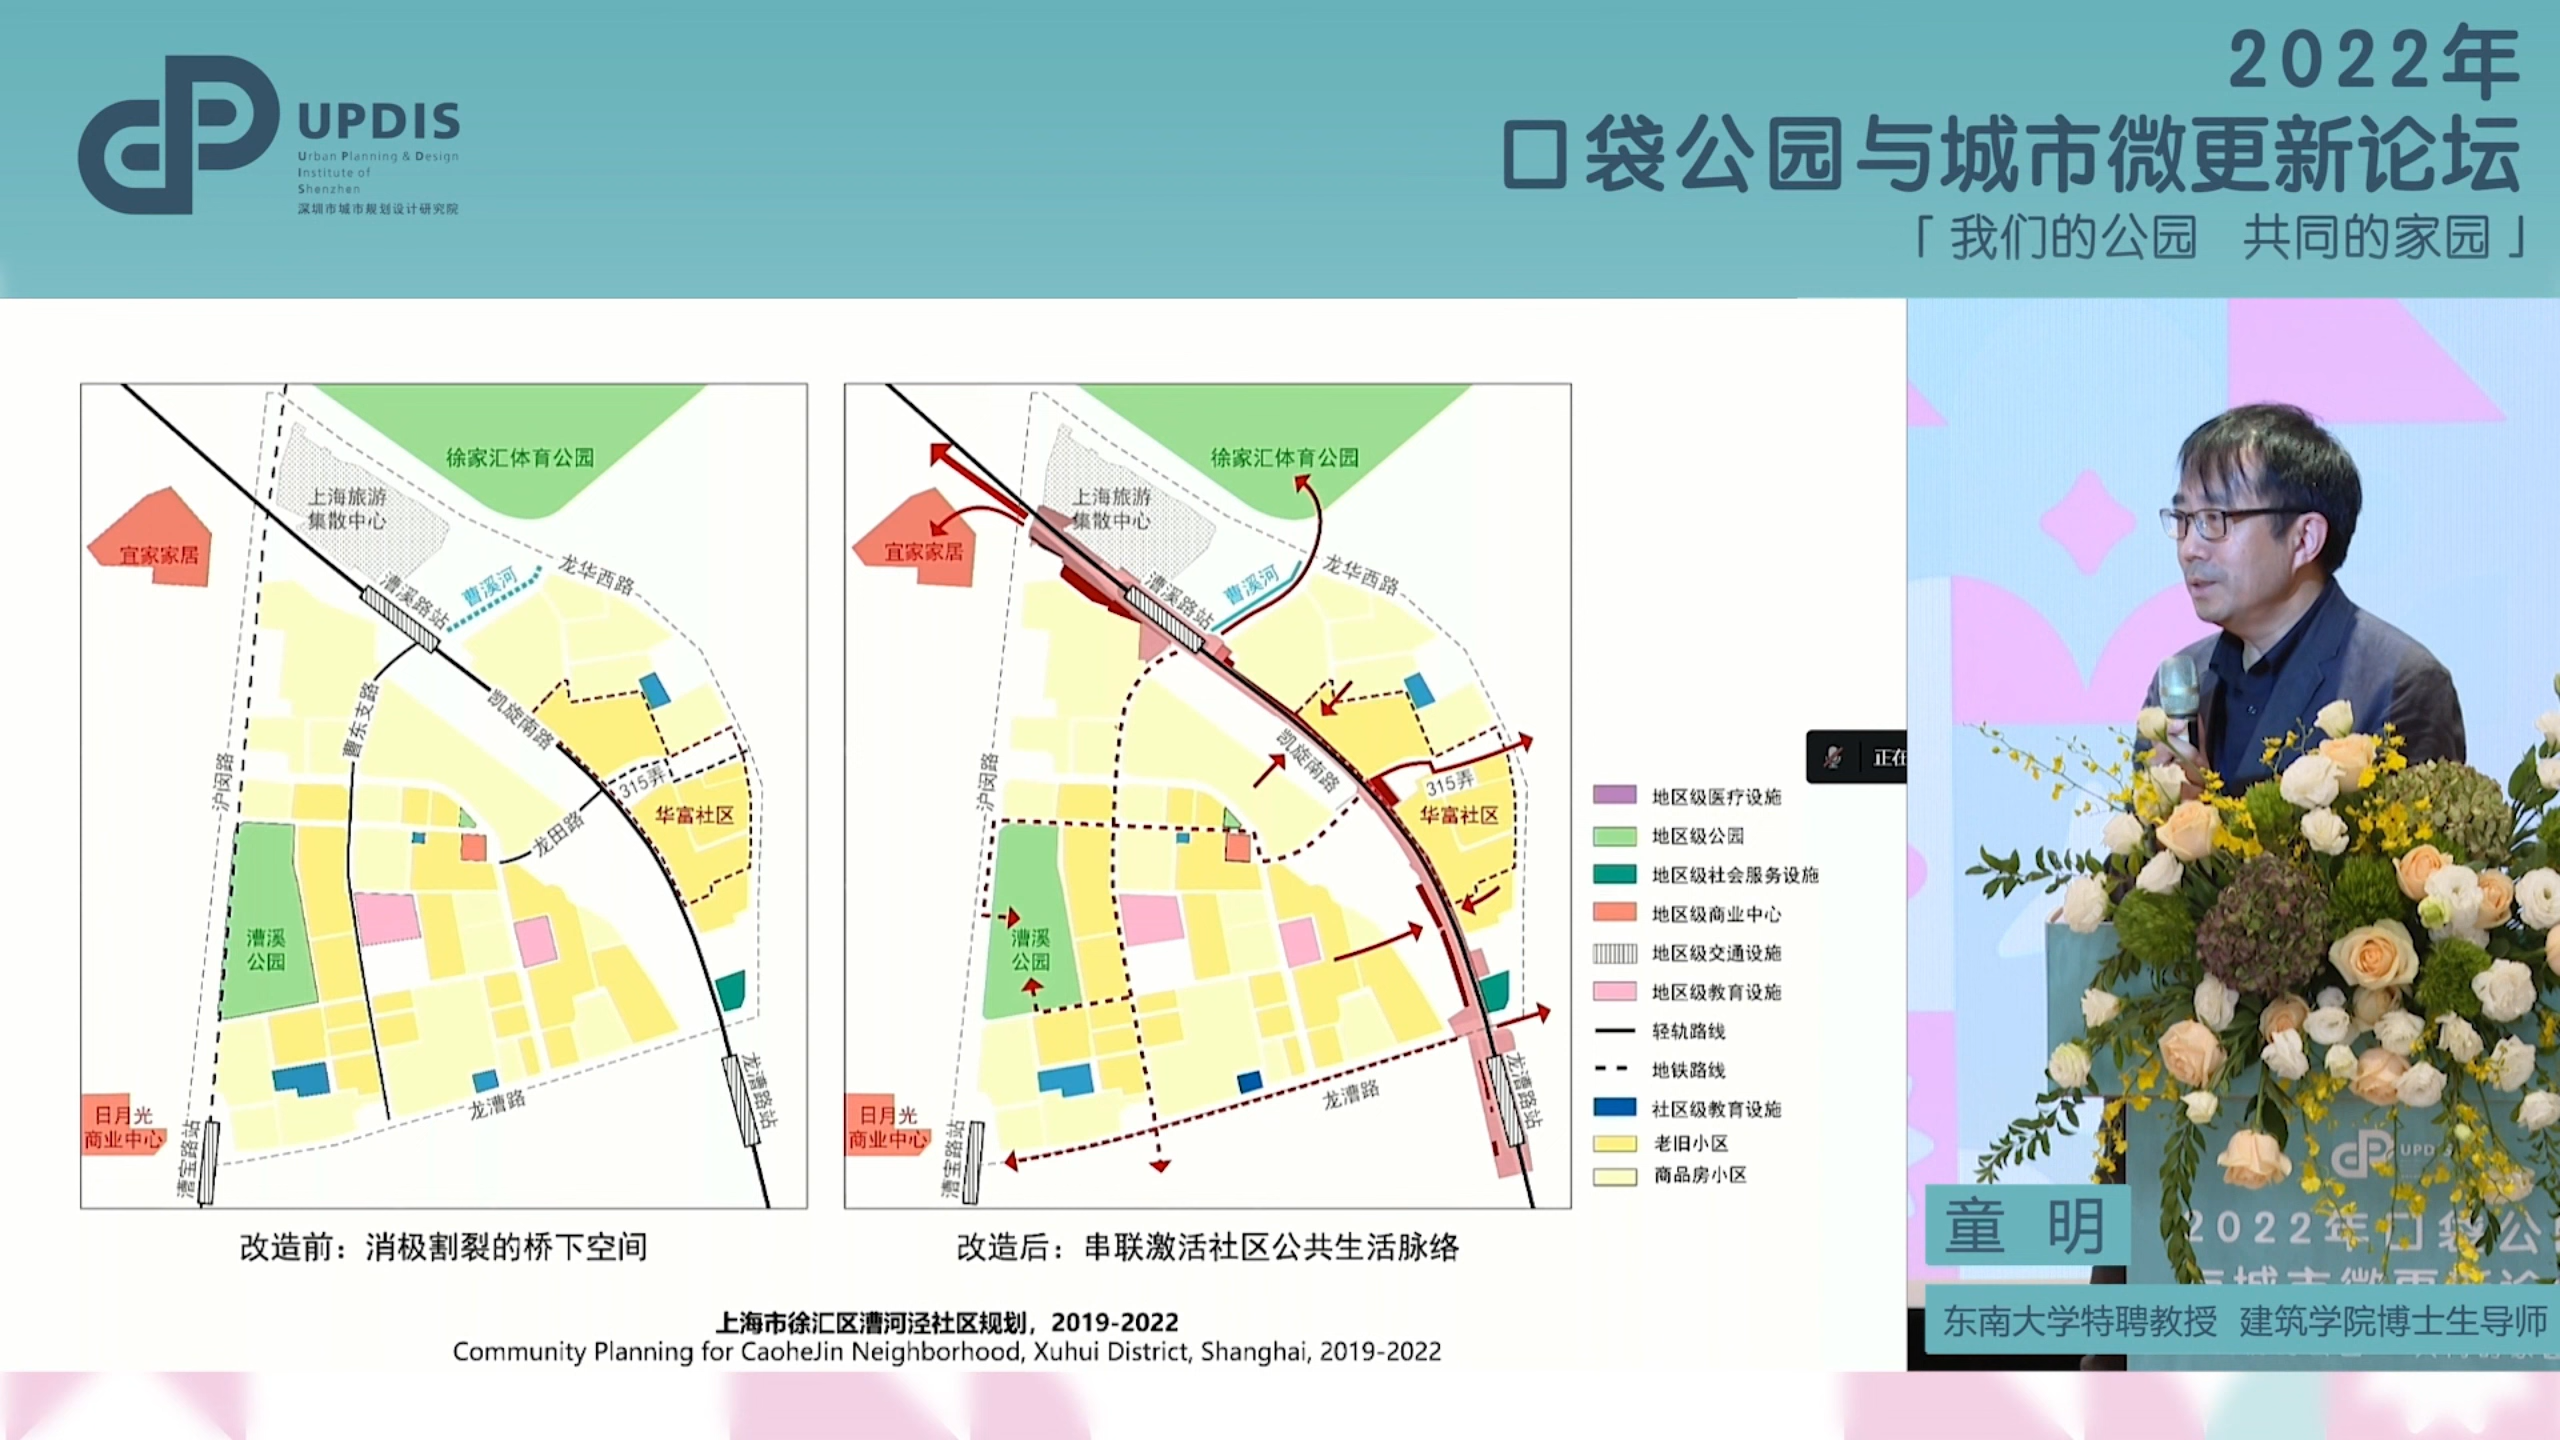 UPDIS
Urban Planning & Design
Institute of
Shenzhen
深圳市城市规划设计研究院
2022年
口袋公园与城市微更新论坛
「我们的公园 共同的家园」
徐家汇体育公园
上海旅游
集散中心
宜家家居
漕溪路站
曹溪河
龙华西路
凯旋南路
曹东支路
沪闵路
315弄
龙田路
华富社区
漕溪
公园
龙漕路
龙漕路站
日月光
商业中心
漕宝路站
改造前：消极割裂的桥下空间
徐家汇体育公园
上海旅游
集散中心
宜家家居
漕溪路站
曹溪河
龙华西路
凯旋南路
沪闵路
315弄
华富社区
漕溪
公园
龙漕路
龙漕路站
日月光
商业中心
漕宝路站
改造后：串联激活社区公共生活脉络
地区级医疗设施
地区级公园
地区级社会服务设施
地区级商业中心
地区级交通设施
地区级教育设施
轻轨路线
地铁路线
社区级教育设施
老旧小区
商品房小区
正在
上海市徐汇区漕河泾社区规划，2019-2022
Community Planning for CaoheJin Neighborhood, Xuhui District, Shanghai, 2019-2022
UPD
2022年口袋公
童 明
东南大学特聘教授 建筑学院博士生导师